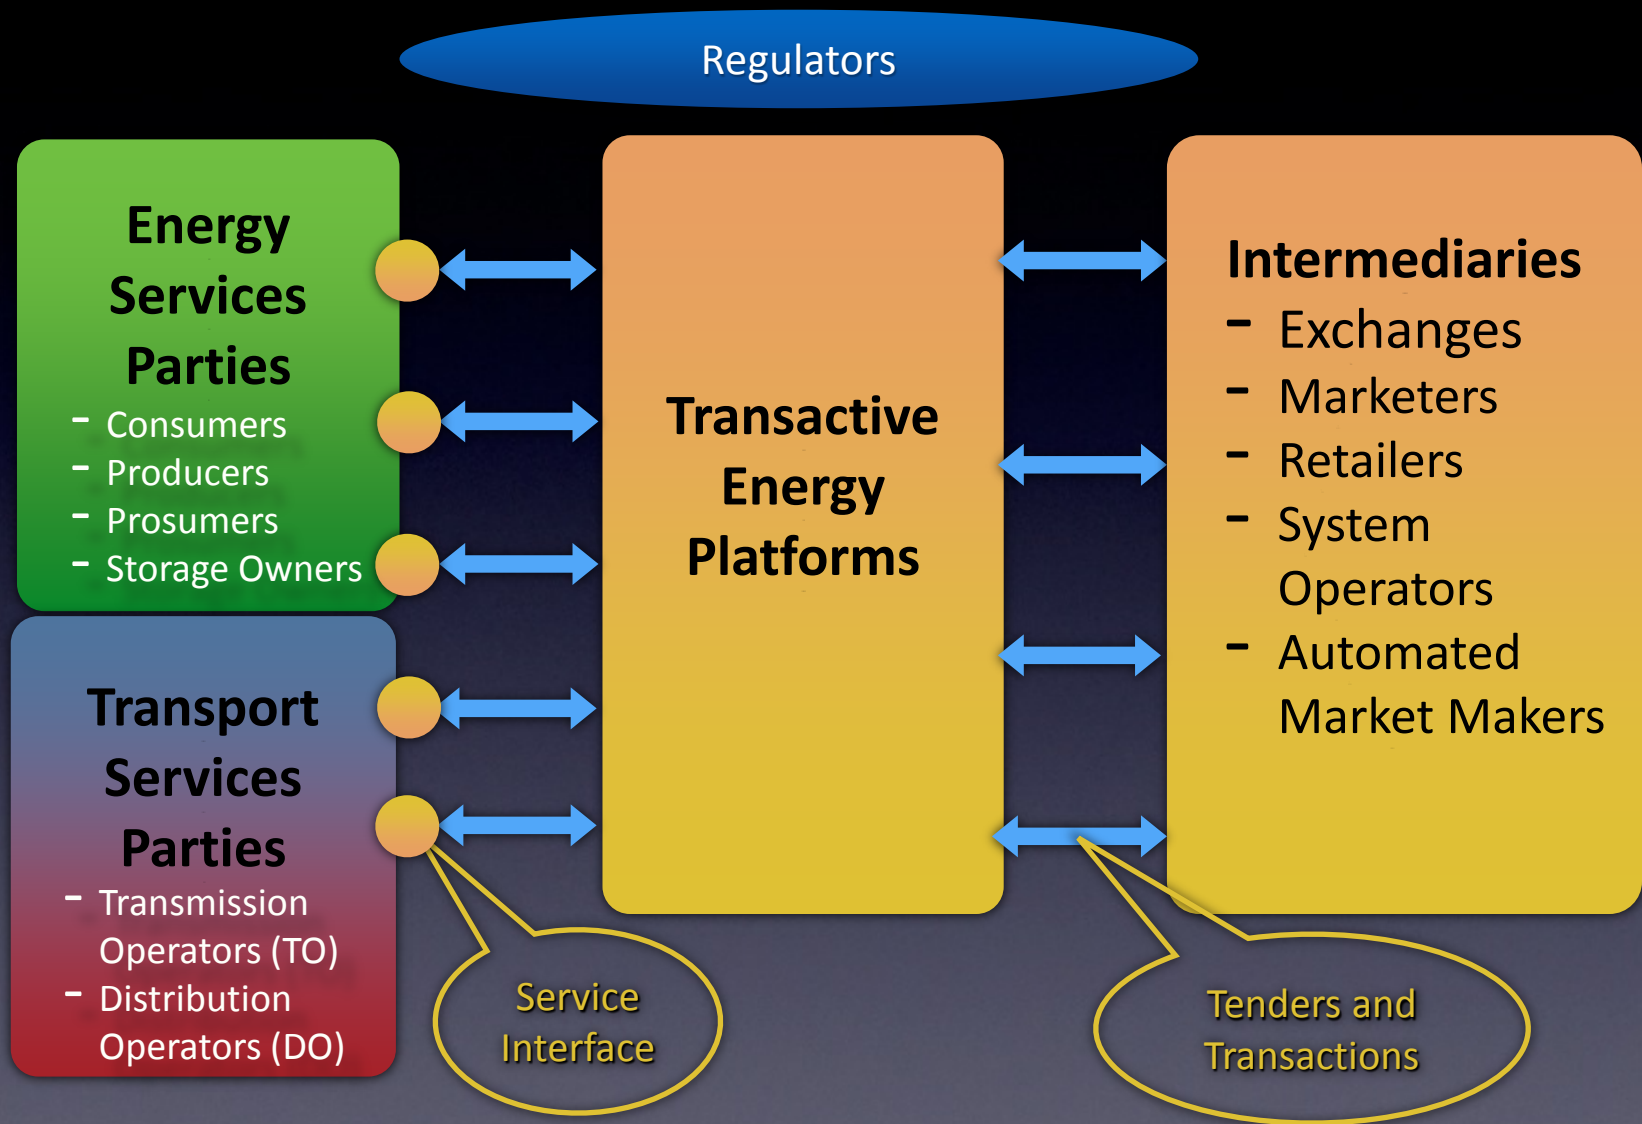 Regulators
Energy
Services
Parties
- Consumers
- Producers
- Prosumers
- Storage Owners
Transport
Services
Parties
- Transmission
Operators (TO)
- Distribution
Operators (DO)
Transactive
Energy
Platforms
Intermediaries
- Exchanges
- Marketers
- Retailers
- System
Operators
- Automated
Market Makers
Service
Interface
Tenders and
Transactions